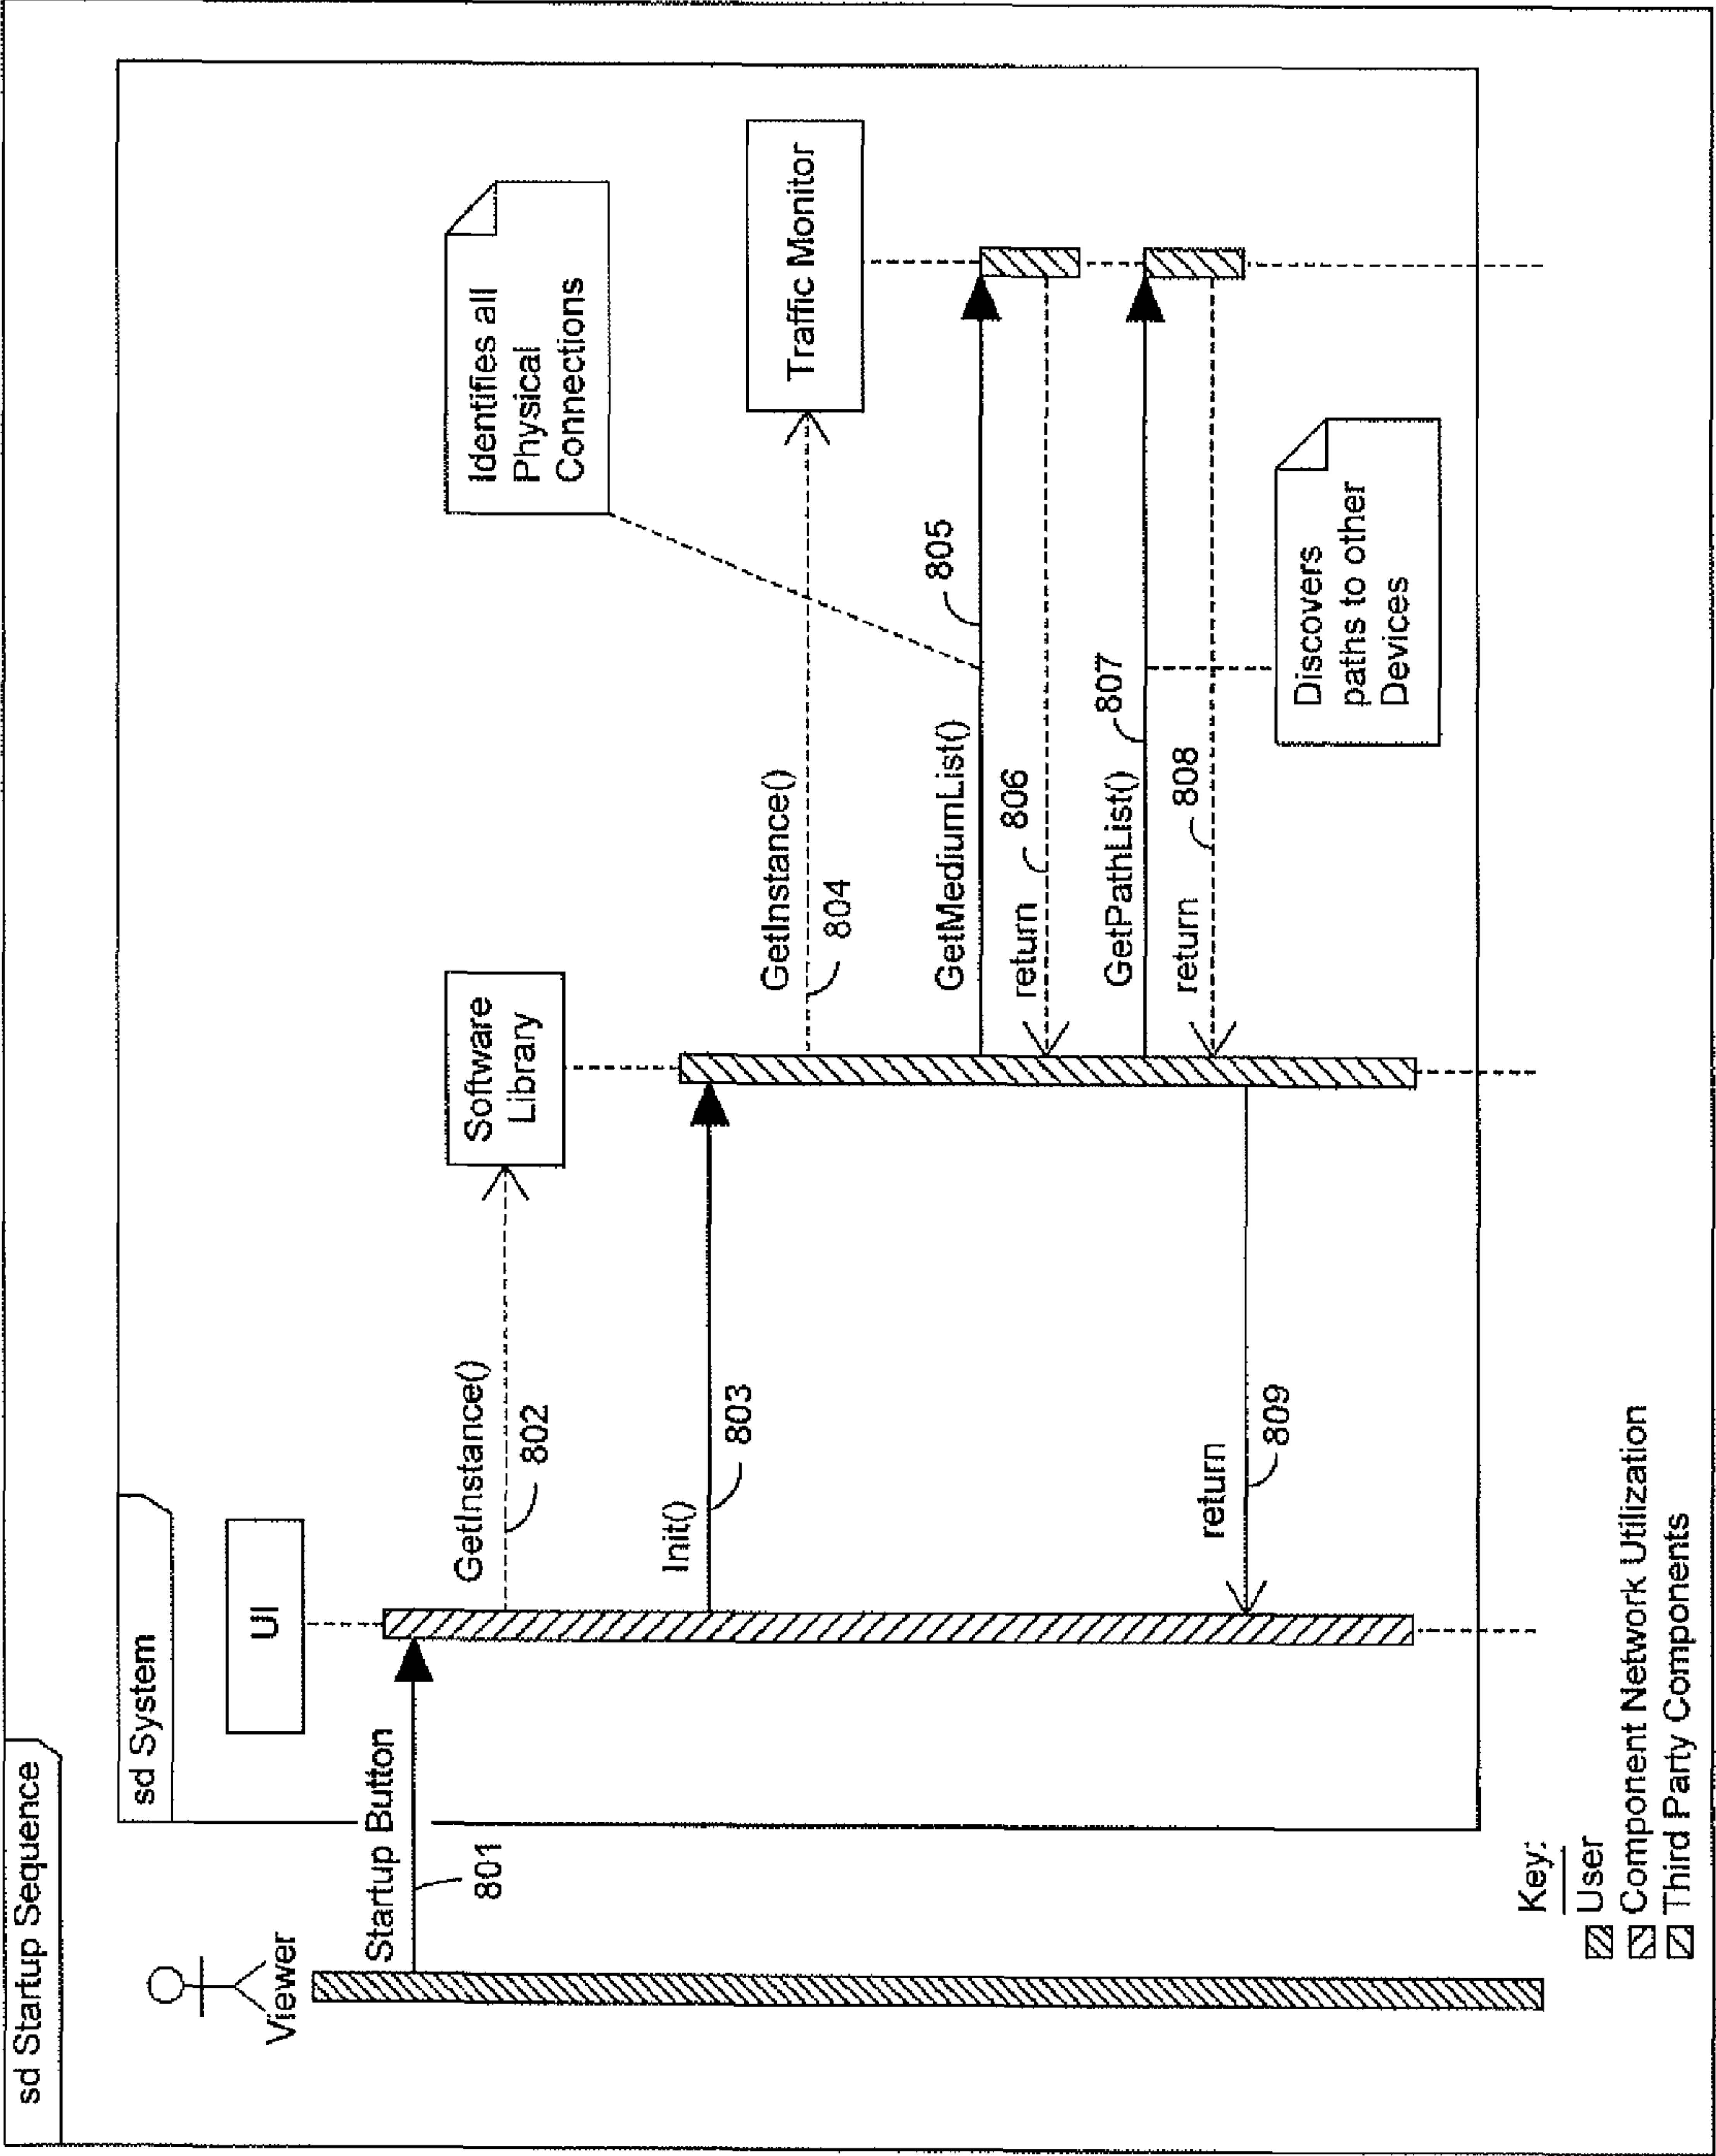 sd Startup Sequence
sd System
Viewer
UI
Software
Library
Traffic Monitor
Identifies all
Physical
Connections
Startup Button
801
GetInstance()
802
Init()
803
GetInstance()
804
GetMediumList()
805
return
806
GetPathList()
807
return
808
Discovers
paths to other
Devices
return
809
Key:
User
Component Network Utilization
Third Party Components